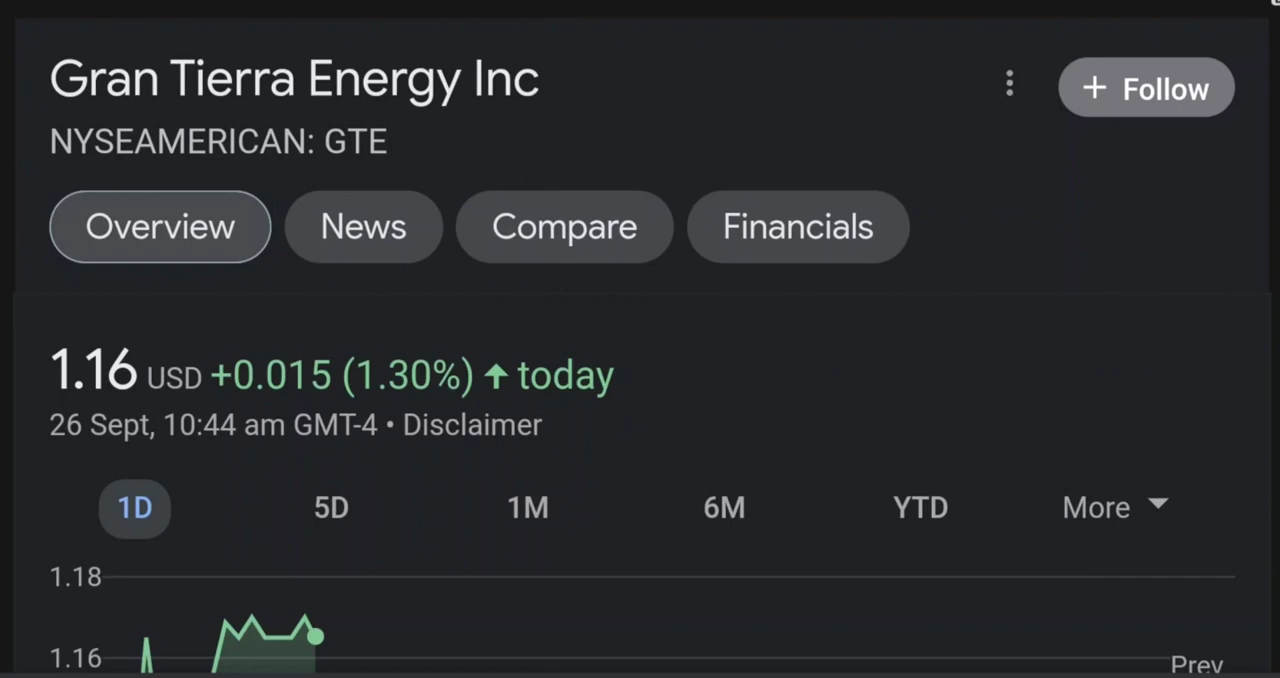 Gran Tierra Energy Inc
+ Follow
NYSEAMERICAN: GTE
Overview News Compare Financials
1.16 USD +0.015 (1.30%) ↑ today
26 Sept, 10:44 am GMT-4 • Disclaimer
1D 5D 1M 6M YTD More
1.18
1.16
Prev